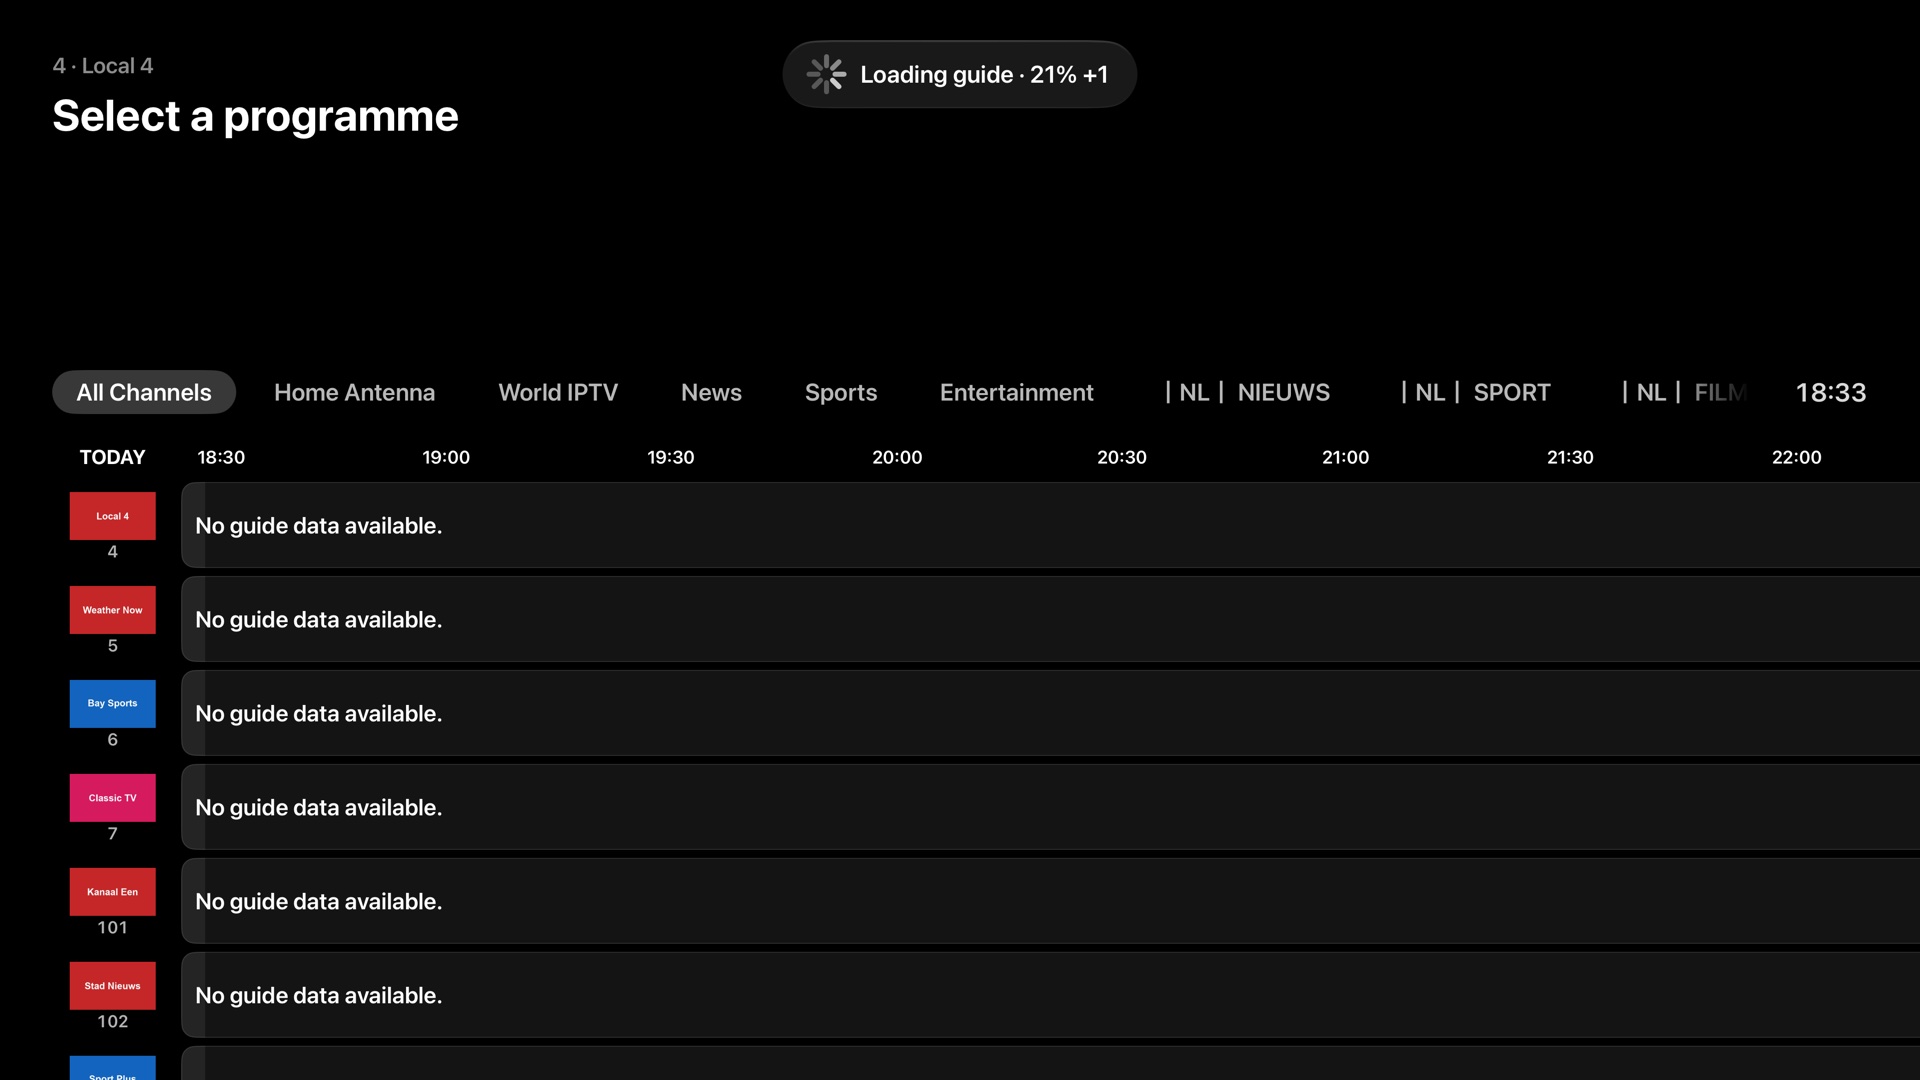 4 · Local 4
Loading guide · 21% +1
Select a programme
All Channels Home Antenna World IPTV News Sports Entertainment | NL | NIEUWS | NL | SPORT | NL | FILM 18:33
TODAY 18:30 19:00 19:30 20:00 20:30 21:00 21:30 22:00
Local 4
4
No guide data available.
Weather Now
5
No guide data available.
Bay Sports
6
No guide data available.
Classic TV
7
No guide data available.
Kanaal Een
101
No guide data available.
Stad Nieuws
102
No guide data available.
Sport Plus